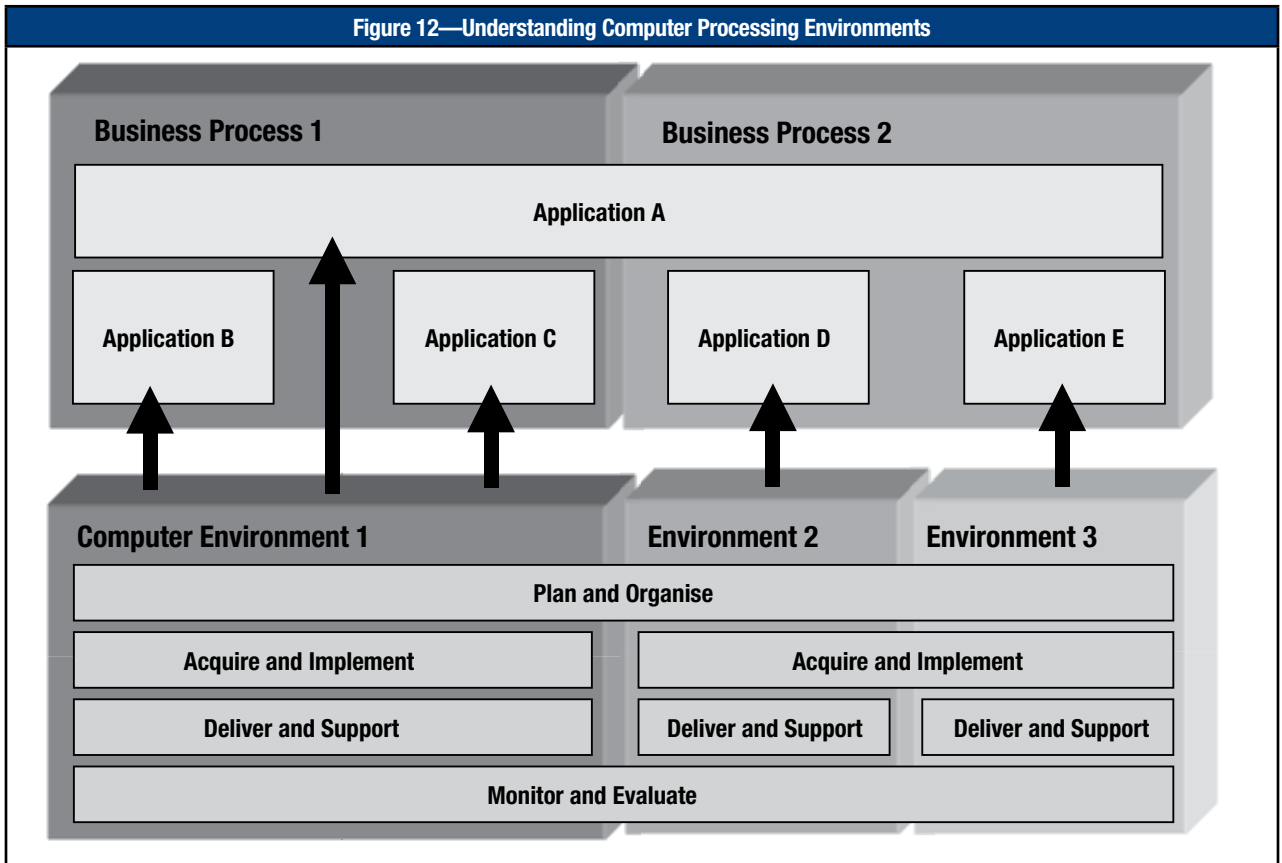 Figure 12—Understanding Computer Processing Environments
Business Process 1
Business Process 2
Application A
Application B
Application C
Application D
Application E
Computer Environment 1
Environment 2
Environment 3
Plan and Organise
Acquire and Implement
Acquire and Implement
Deliver and Support
Deliver and Support
Deliver and Support
Monitor and Evaluate